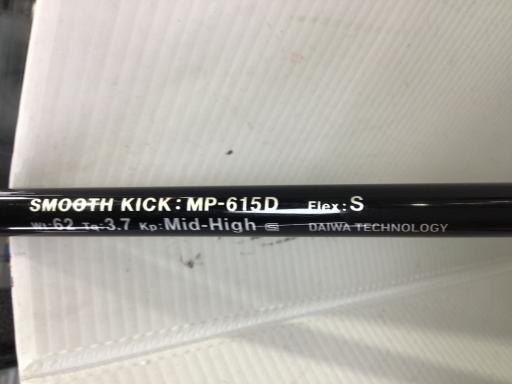 SMOOTH KICK: MP-615D Flex: S
Wt:62 Tq:3.7 Kp:Mid-High DAIWA TECHNOLOGY